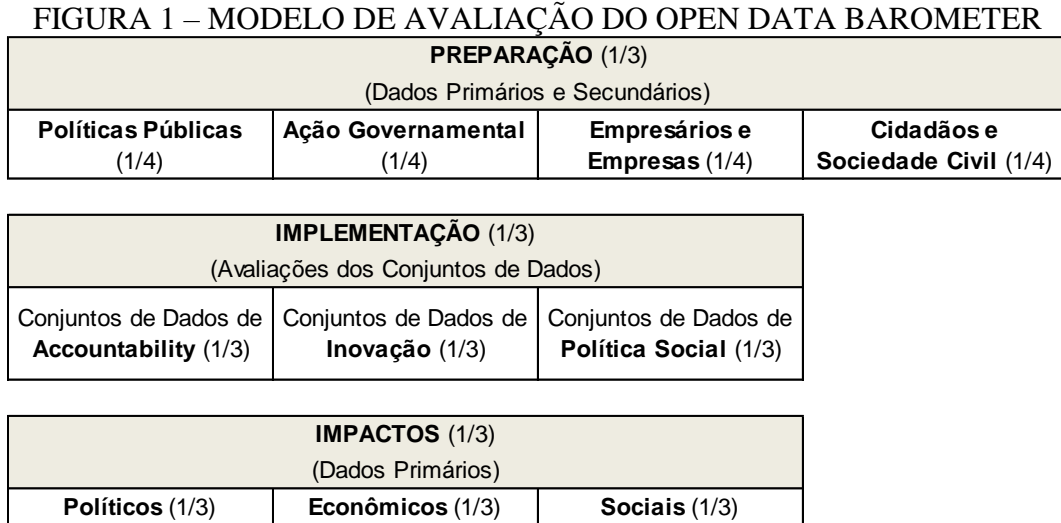 FIGURA 1 – MODELO DE AVALIAÇÃO DO OPEN DATA BAROMETER
PREPARAÇÃO (1/3)
(Dados Primários e Secundários)
Políticas Públicas
(1/4)
Ação Governamental
(1/4)
Empresários e
Empresas (1/4)
Cidadãos e
Sociedade Civil (1/4)
IMPLEMENTAÇÃO (1/3)
(Avaliações dos Conjuntos de Dados)
Conjuntos de Dados de
Accountability (1/3)
Conjuntos de Dados de
Inovação (1/3)
Conjuntos de Dados de
Política Social (1/3)
IMPACTOS (1/3)
(Dados Primários)
Políticos (1/3)
Econômicos (1/3)
Sociais (1/3)